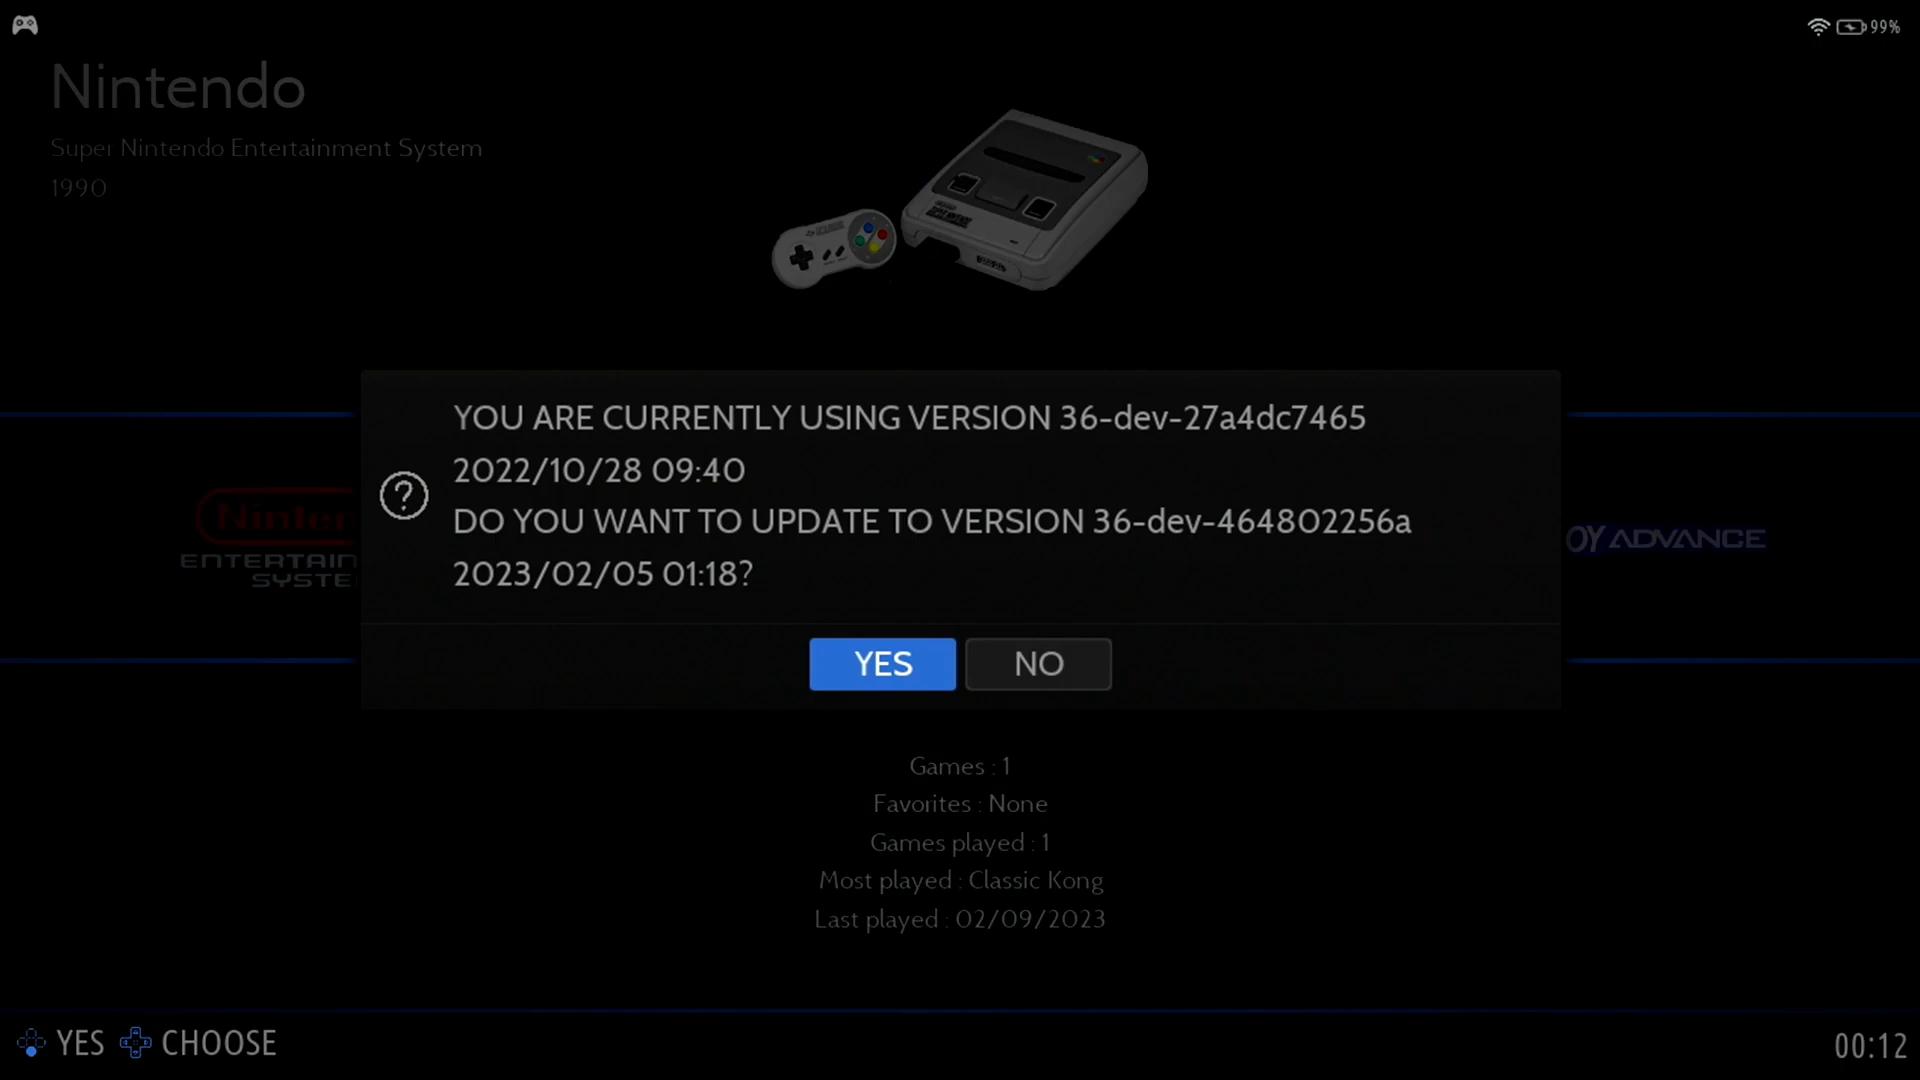 99%
Nintendo
Super Nintendo Entertainment System
1990
YOU ARE CURRENTLY USING VERSION 36-dev-27a4dc7465
2022/10/28 09:40
DO YOU WANT TO UPDATE TO VERSION 36-dev-464802256a
2023/02/05 01:18?
OY ADVANCE
YES
NO
Games : 1
Favorites : None
Games played : 1
Most played : Classic Kong
Last played : 02/09/2023
YES CHOOSE
00:12